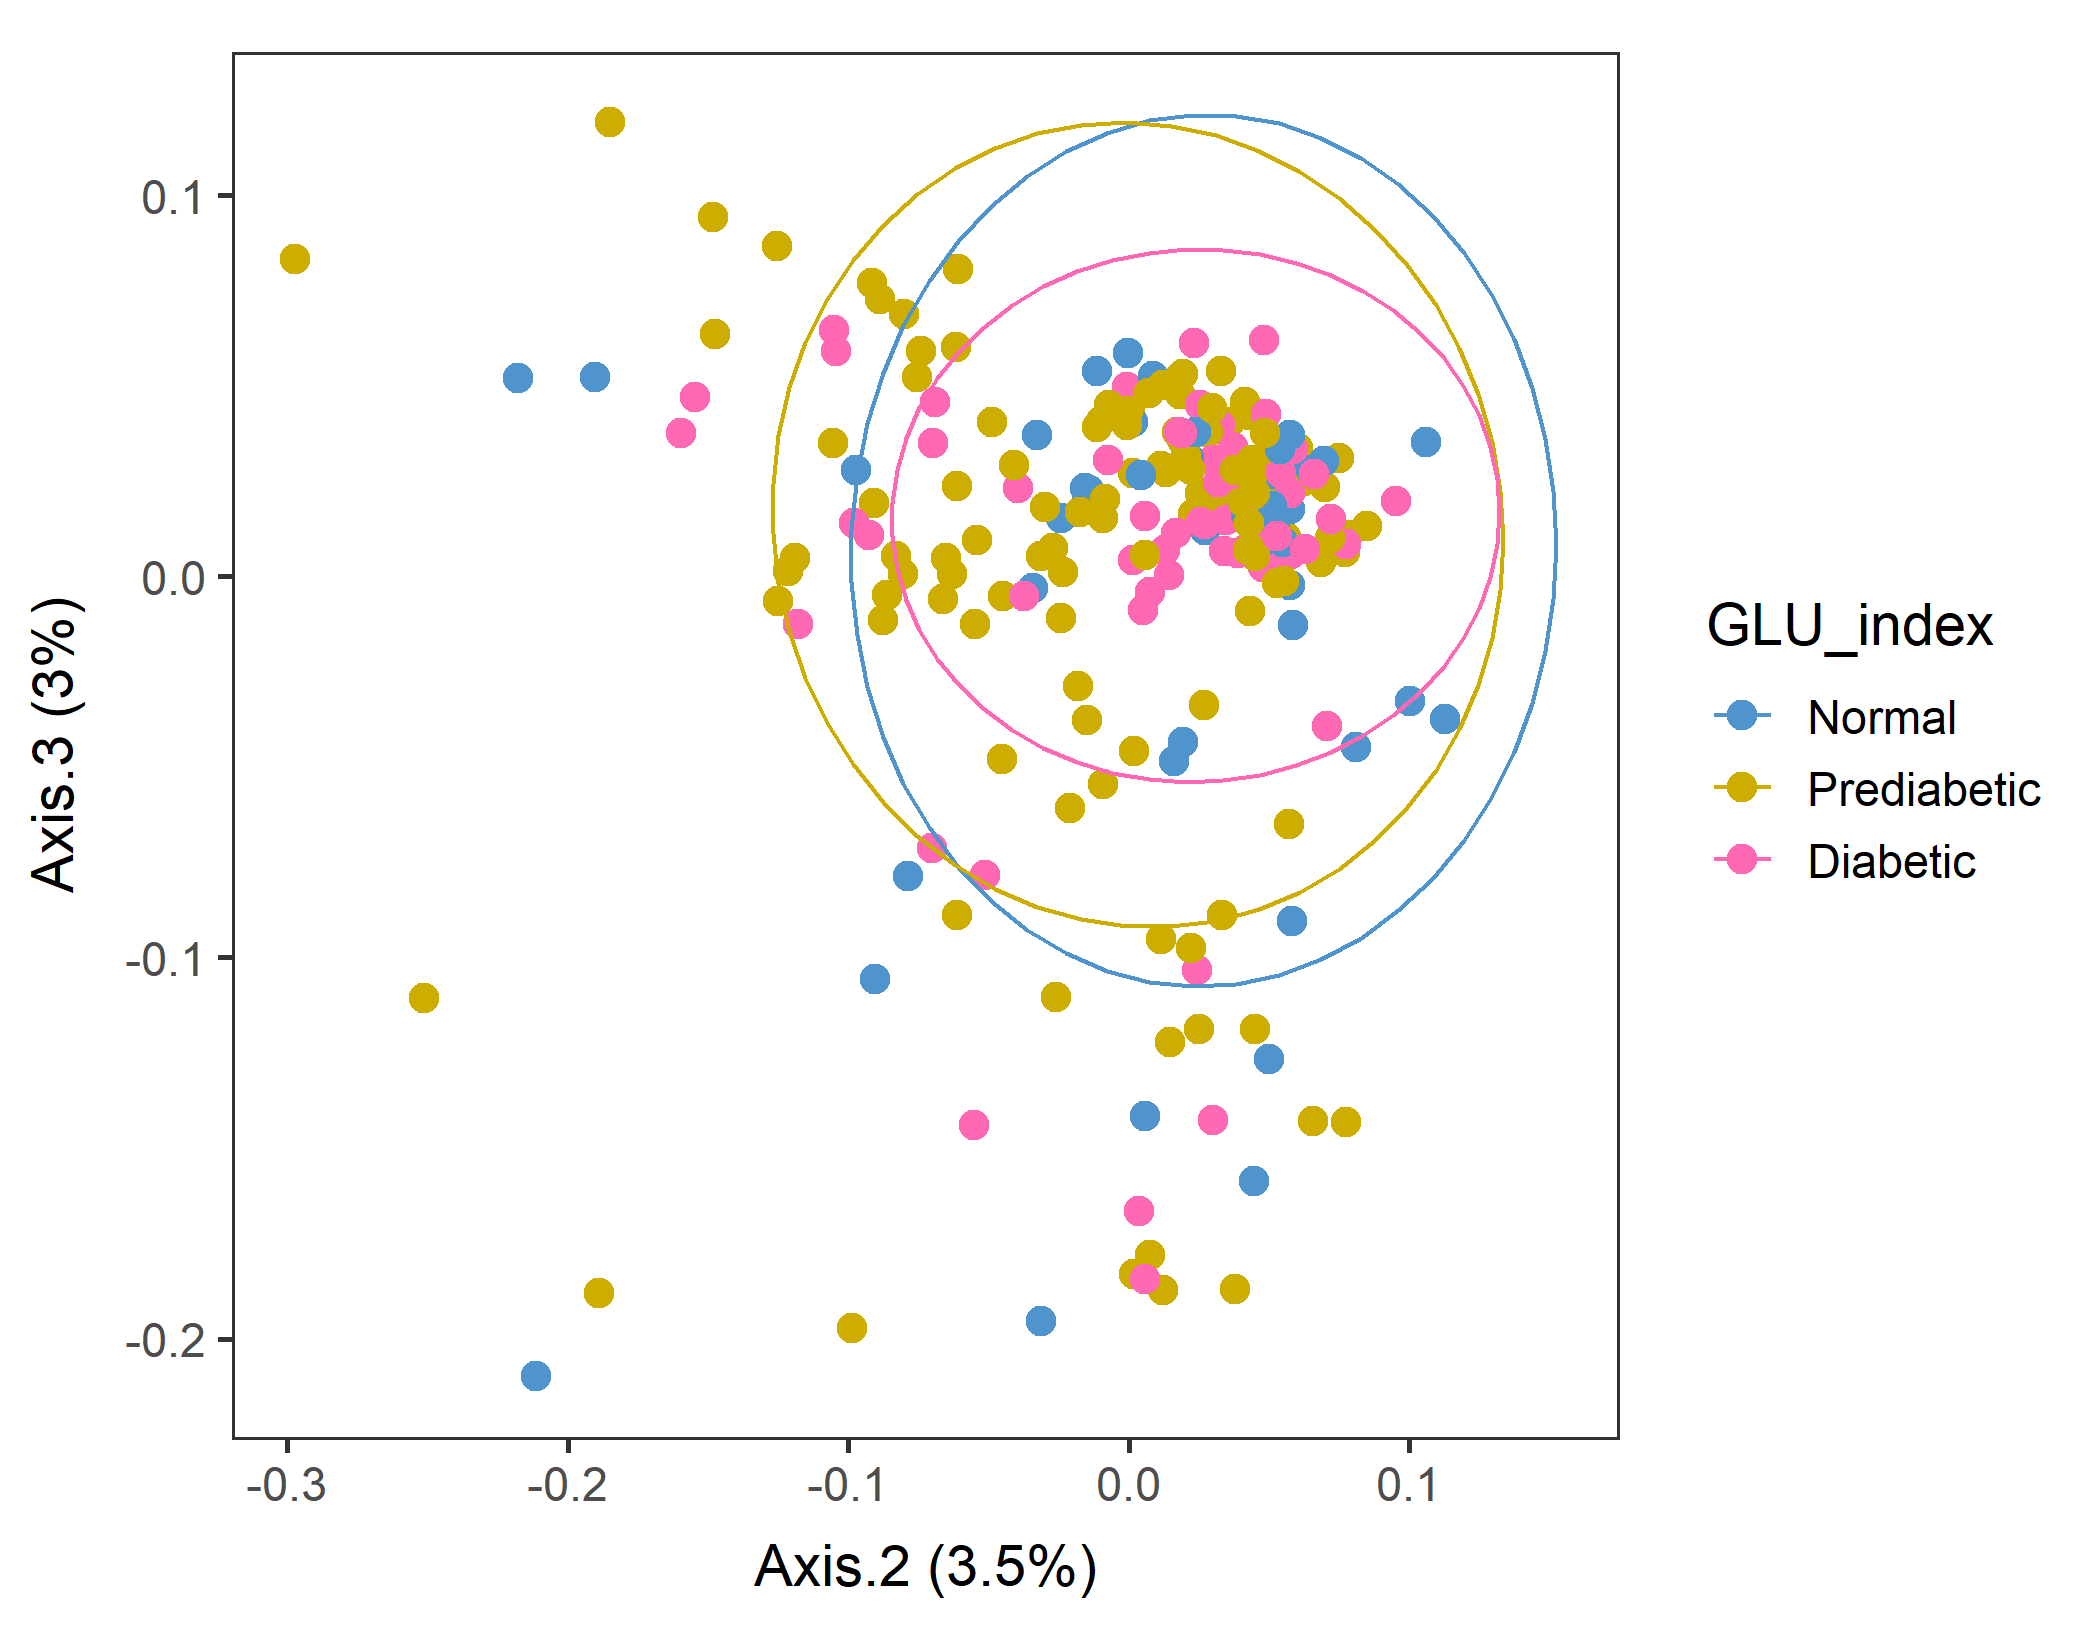 0.1
0.0
-0.1
-0.2
Axis.3 (3%)
-0.3
-0.2
-0.1
0.0
0.1
Axis.2 (3.5%)
GLU_index
Normal
Prediabetic
Diabetic